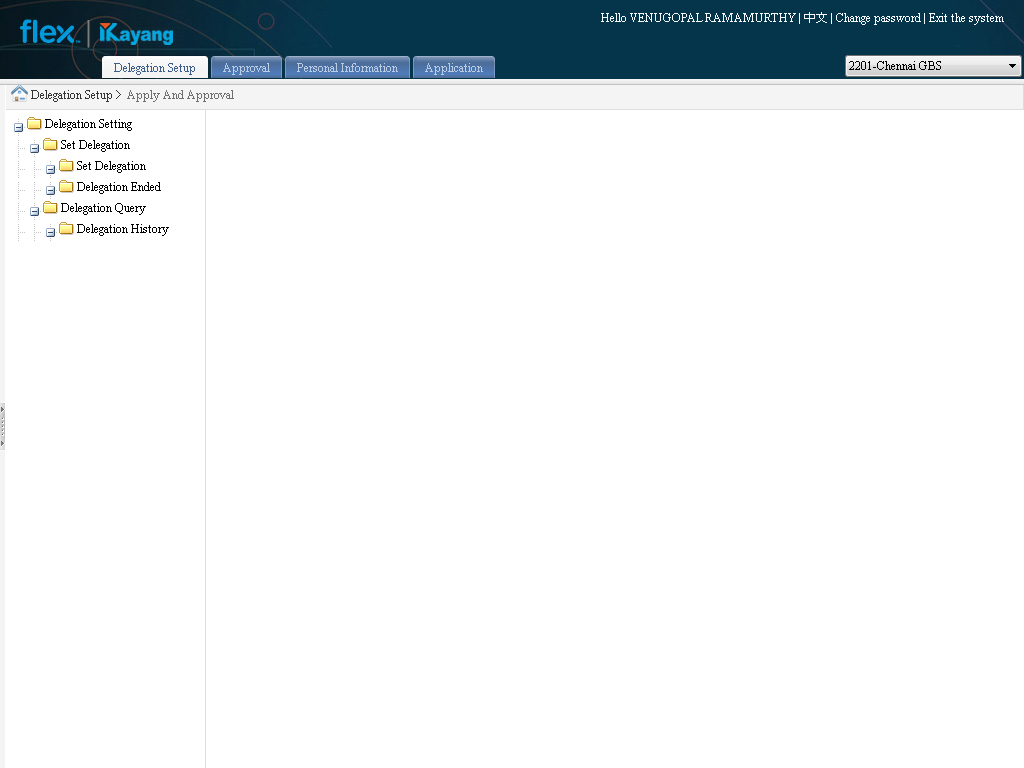 flex | Kayang
Hello VENUGOPAL RAMAMURTHY | 中文 | Change password | Exit the system
Delegation Setup Approval Personal Information Application
2201-Chennai GBS
Delegation Setup > Apply And Approval
Delegation Setting
Set Delegation
Set Delegation
Delegation Ended
Delegation Query
Delegation History